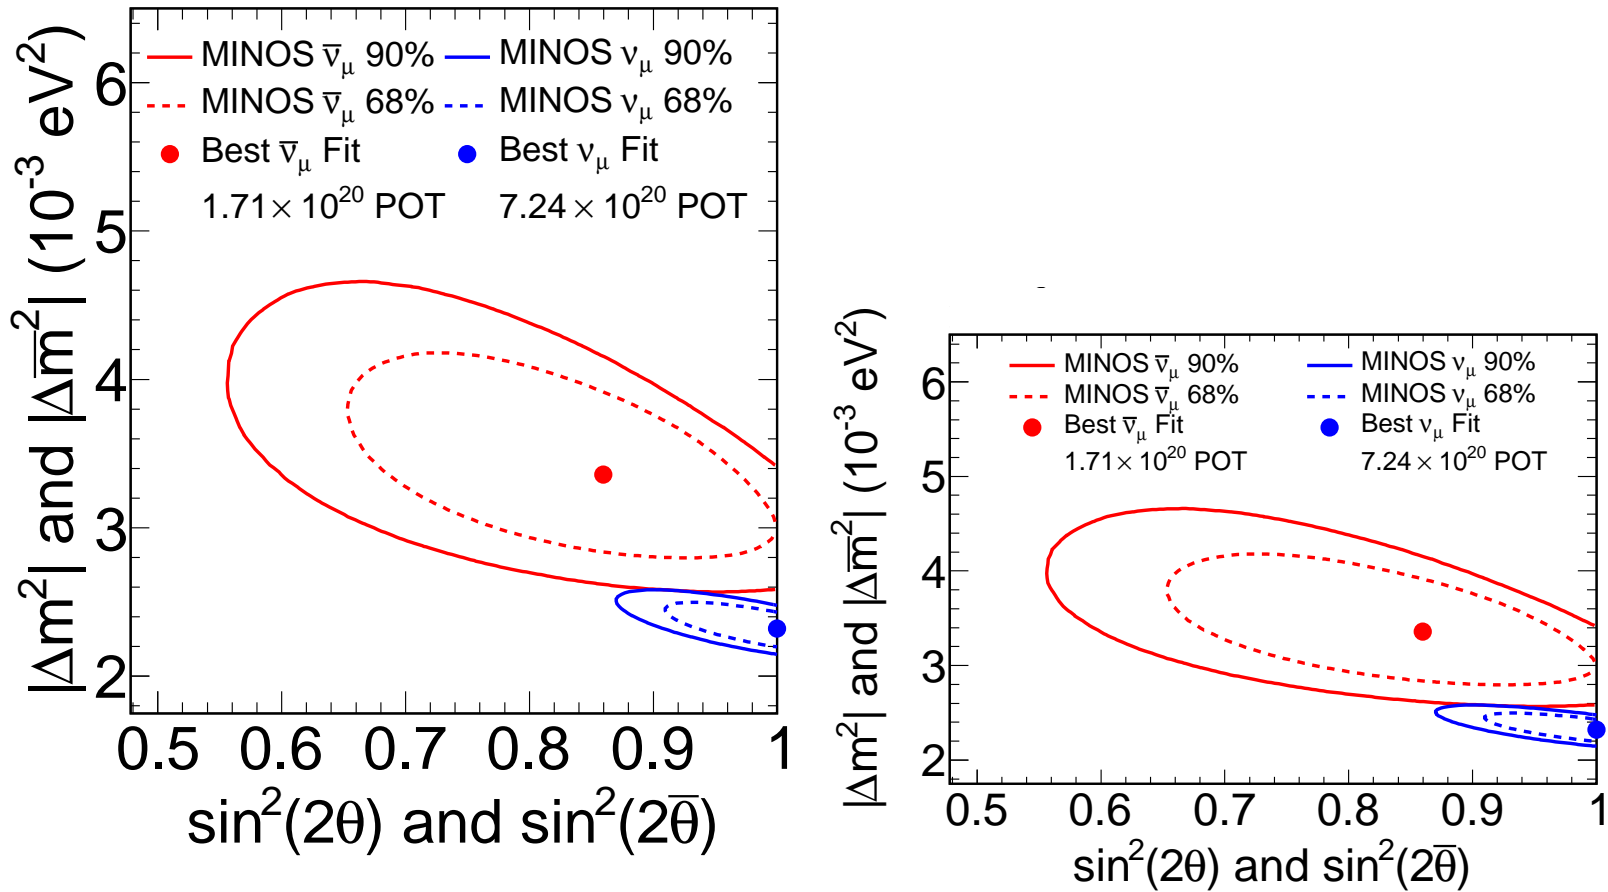 |Δm²| and |Δm̅²| (10⁻³ eV²)
MINOS ν̅μ 90%
MINOS νμ 90%
MINOS ν̅μ 68%
MINOS νμ 68%
Best ν̅μ Fit
Best νμ Fit
1.71×10²⁰ POT
7.24×10²⁰ POT
6
5
4
3
2
0.5 0.6 0.7 0.8 0.9 1
sin²(2θ) and sin²(2θ̅)
|Δm²| and |Δm̅²| (10⁻³ eV²)
MINOS ν̅μ 90%
MINOS νμ 90%
MINOS ν̅μ 68%
MINOS νμ 68%
Best ν̅μ Fit
Best νμ Fit
1.71×10²⁰ POT
7.24×10²⁰ POT
6
5
4
3
2
0.5 0.6 0.7 0.8 0.9 1
sin²(2θ) and sin²(2θ̅)